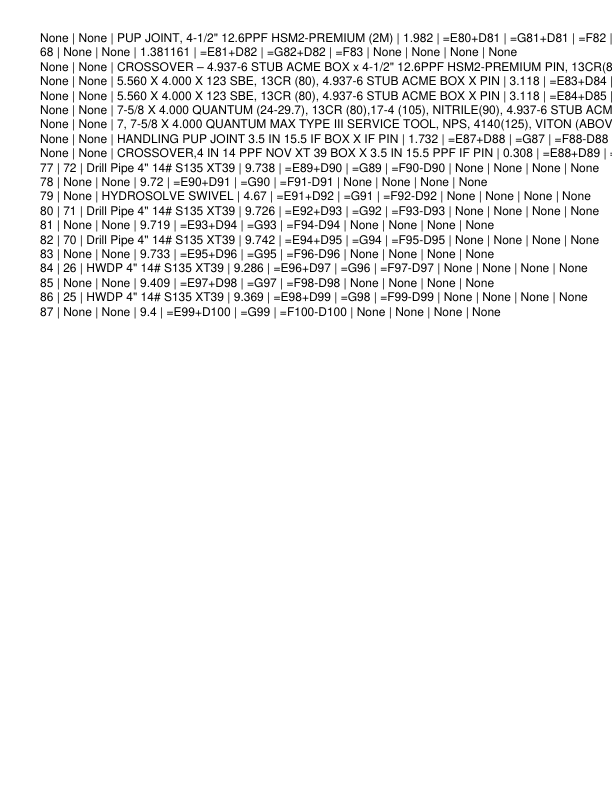 None | None | PUP JOINT, 4-1/2" 12.6PPF HSM2-PREMIUM (2M) | 1.982 | =E80+D81 | =G81+D81 | =F82
68 | None | None | 1.381161 | =E81+D82 | =G82+D82 | =F83 | None | None | None | None
None | None | CROSSOVER – 4.937-6 STUB ACME BOX x 4-1/2" 12.6PPF HSM2-PREMIUM PIN, 13CR(8
None | None | 5.560 X 4.000 X 123 SBE, 13CR (80), 4.937-6 STUB ACME BOX X PIN | 3.118 | =E83+D84 |
None | None | 5.560 X 4.000 X 123 SBE, 13CR (80), 4.937-6 STUB ACME BOX X PIN | 3.118 | =E84+D85 |
None | None | 7-5/8 X 4.000 QUANTUM (24-29.7), 13CR (80),17-4 (105), NITRILE(90), 4.937-6 STUB ACM
None | None | 7, 7-5/8 X 4.000 QUANTUM MAX TYPE III SERVICE TOOL, NPS, 4140(125), VITON (ABOV
None | None | HANDLING PUP JOINT 3.5 IN 15.5 IF BOX X IF PIN | 1.732 | =E87+D88 | =G87 | =F88-D88
None | None | CROSSOVER,4 IN 14 PPF NOV XT 39 BOX X 3.5 IN 15.5 PPF IF PIN | 0.308 | =E88+D89 | =
77 | 72 | Drill Pipe 4" 14# S135 XT39 | 9.738 | =E89+D90 | =G89 | =F90-D90 | None | None | None | None
78 | None | None | 9.72 | =E90+D91 | =G90 | =F91-D91 | None | None | None | None
79 | None | HYDROSOLVE SWIVEL | 4.67 | =E91+D92 | =G91 | =F92-D92 | None | None | None | None
80 | 71 | Drill Pipe 4" 14# S135 XT39 | 9.726 | =E92+D93 | =G92 | =F93-D93 | None | None | None | None
81 | None | None | 9.719 | =E93+D94 | =G93 | =F94-D94 | None | None | None | None
82 | 70 | Drill Pipe 4" 14# S135 XT39 | 9.742 | =E94+D95 | =G94 | =F95-D95 | None | None | None | None
83 | None | None | 9.733 | =E95+D96 | =G95 | =F96-D96 | None | None | None | None
84 | 26 | HWDP 4" 14# S135 XT39 | 9.286 | =E96+D97 | =G96 | =F97-D97 | None | None | None | None
85 | None | None | 9.409 | =E97+D98 | =G97 | =F98-D98 | None | None | None | None
86 | 25 | HWDP 4" 14# S135 XT39 | 9.369 | =E98+D99 | =G98 | =F99-D99 | None | None | None | None
87 | None | None | 9.4 | =E99+D100 | =G99 | =F100-D100 | None | None | None | None